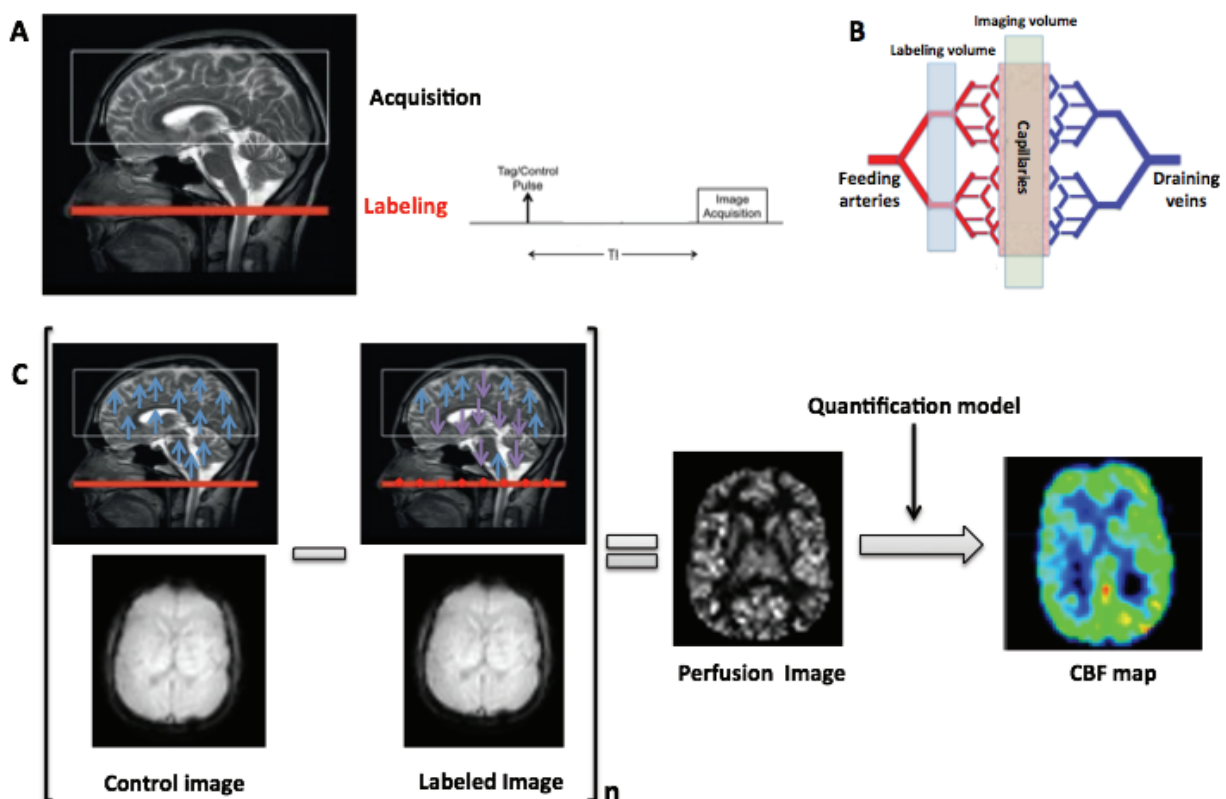 A
Acquisition
Labeling
Tag/Control
Pulse
Image
Acquisition
TI
B
Imaging volume
Labeling volume
Capillaries
Feeding
arteries
Draining
veins
C
Quantification model
Perfusion Image
CBF map
Control image
Labeled Image
n